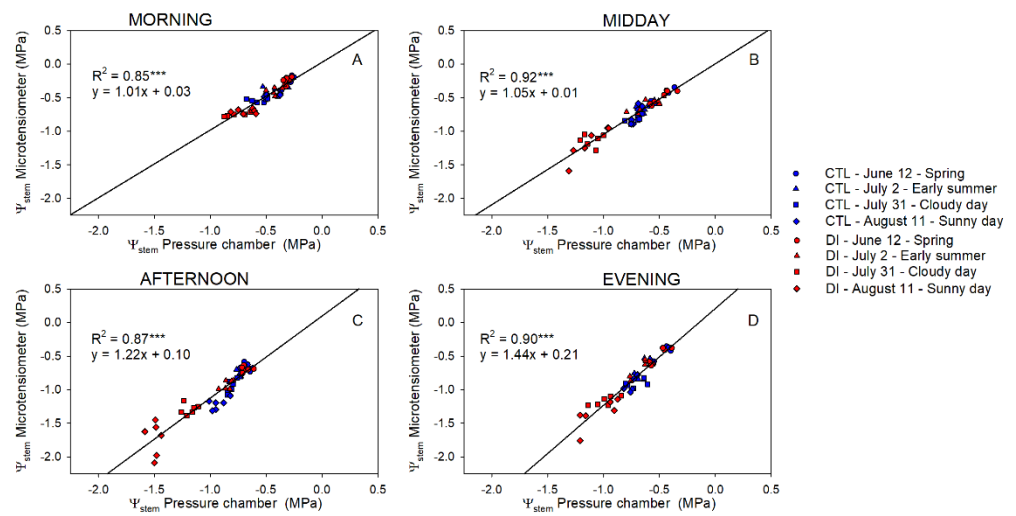 MORNING
Ψstem Microtensiometer (MPa)
0.5
0.0
-0.5
-1.0
-1.5
-2.0
A
R² = 0.85***
y = 1.01x + 0.03
-2.0 -1.5 -1.0 -0.5 0.0 0.5
Ψstem Pressure chamber (MPa)
MIDDAY
Ψstem Microtensiometer (MPa)
0.5
0.0
-0.5
-1.0
-1.5
-2.0
B
R² = 0.92***
y = 1.05x + 0.01
-2.0 -1.5 -1.0 -0.5 0.0 0.5
Ψstem Pressure chamber (MPa)
CTL - June 12 - Spring
CTL - July 2 - Early summer
CTL - July 31 - Cloudy day
CTL - August 11 - Sunny day
DI - June 12 - Spring
DI - July 2 - Early summer
DI - July 31 - Cloudy day
DI - August 11 - Sunny day
AFTERNOON
Ψstem Microtensiometer (MPa)
0.5
0.0
-0.5
-1.0
-1.5
-2.0
C
R² = 0.87***
y = 1.22x + 0.10
-2.0 -1.5 -1.0 -0.5 0.0 0.5
Ψstem Pressure chamber (MPa)
EVENING
Ψstem Microtensiometer (MPa)
0.5
0.0
-0.5
-1.0
-1.5
-2.0
D
R² = 0.90***
y = 1.44x + 0.21
-2.0 -1.5 -1.0 -0.5 0.0 0.5
Ψstem Pressure chamber (MPa)